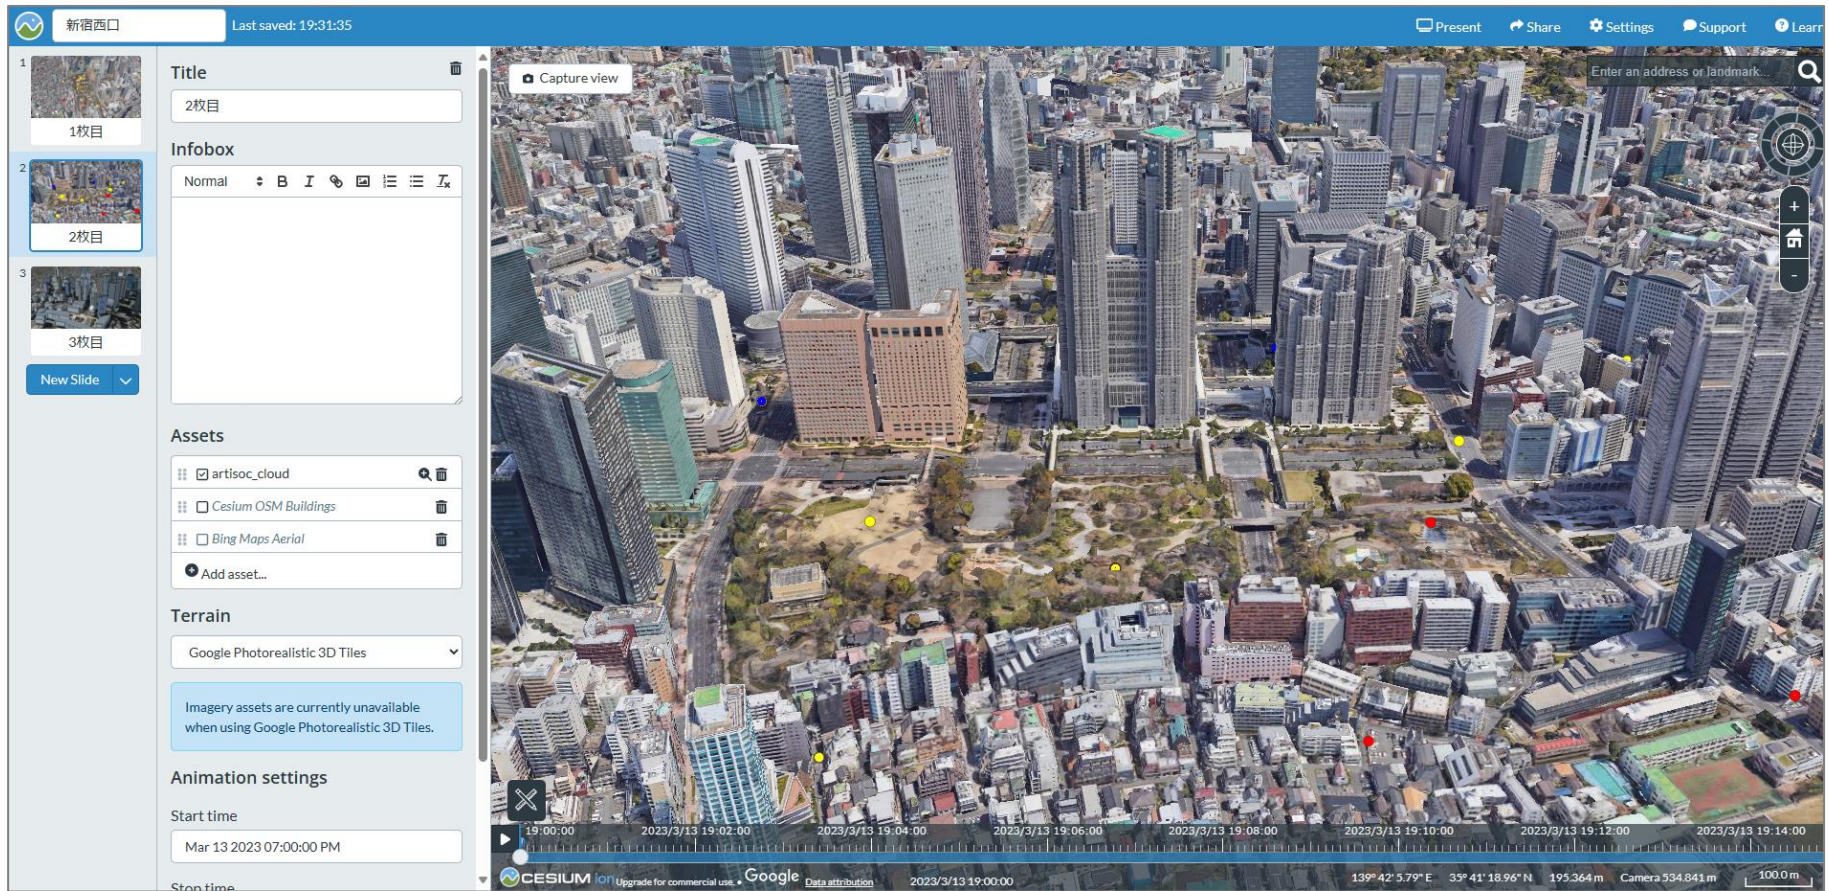 新宿西口
Last saved: 19:31:35
Present
Share
Settings
Support
Learn
1
1枚目
2
2枚目
3
3枚目
New Slide
Title
2枚目
Infobox
Normal
B
I
Assets
artisoc_cloud
Cesium OSM Buildings
Bing Maps Aerial
Add asset...
Terrain
Google Photorealistic 3D Tiles
Imagery assets are currently unavailable
when using Google Photorealistic 3D Tiles.
Animation settings
Start time
Mar 13 2023 07:00:00 PM
Stop time
Capture view
Enter an address or landmark...
+
-
19:00:00
2023/3/13 19:02:00
2023/3/13 19:04:00
2023/3/13 19:06:00
2023/3/13 19:08:00
2023/3/13 19:10:00
2023/3/13 19:12:00
2023/3/13 19:14:00
CESIUM ion
Upgrade for commercial use.
Google
Data attribution
2023/3/13 19:00:00
139° 42' 5.79" E
35° 41' 18.96" N
195.364 m
Camera 534.841 m
100.0 m